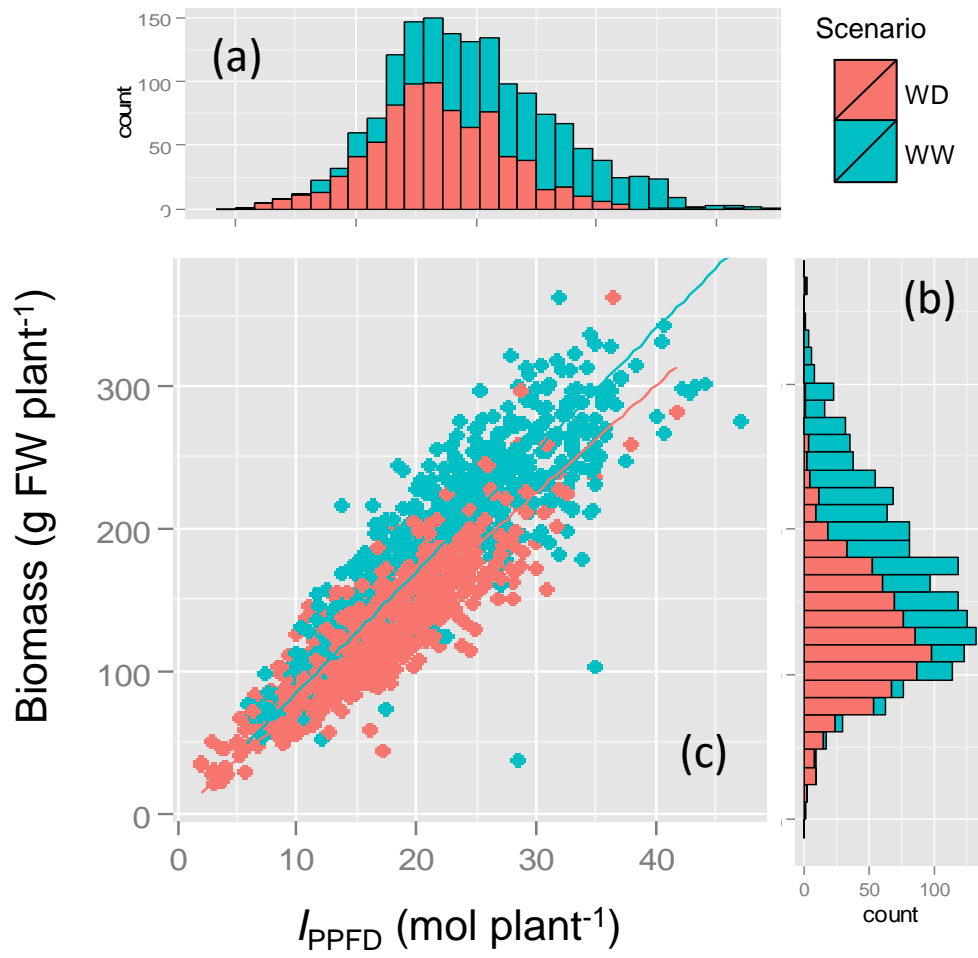 (a)
150
100
50
0
count
Scenario
WD
WW
Biomass (g FW plant-1)
300
200
100
0
(c)
0 10 20 30 40
IPPFD (mol plant-1)
(b)
0 50 100
count